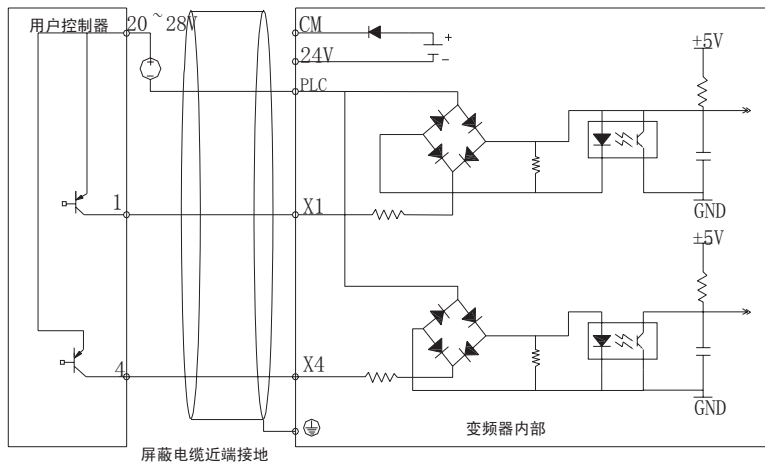 用户控制器
20~28V
CM
24V
PLC
+
-
+5V
1
X1
GND
+5V
4
X4
GND
变频器内部
屏蔽电缆近端接地